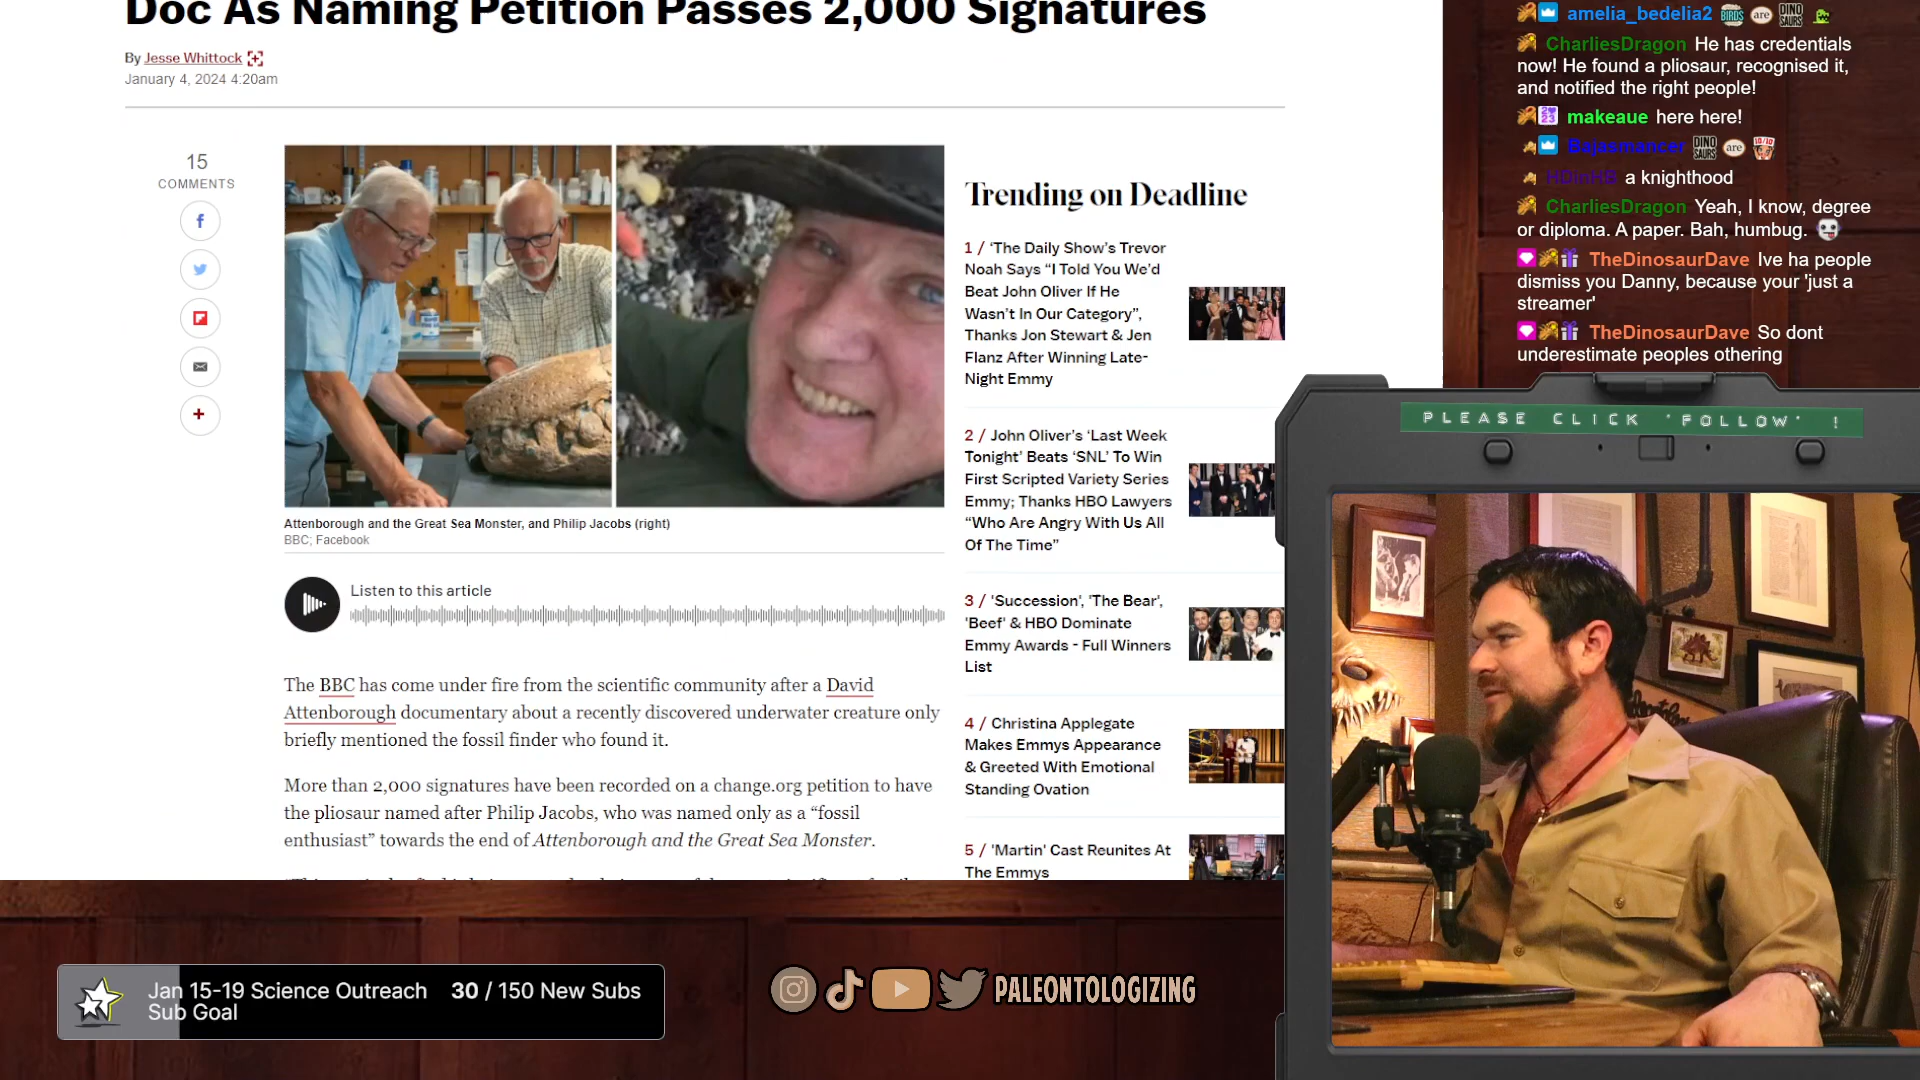 Doc As Naming Petition Passes 2,000 Signatures
By Jesse Whittock
January 4, 2024 4:20am
15
COMMENTS
Attenborough and the Great Sea Monster, and Philip Jacobs (right)
BBC; Facebook
Listen to this article
The BBC has come under fire from the scientific community after a David
Attenborough documentary about a recently discovered underwater creature only
briefly mentioned the fossil finder who found it.
More than 2,000 signatures have been recorded on a change.org petition to have
the pliosaur named after Philip Jacobs, who was named only as a “fossil
enthusiast” towards the end of Attenborough and the Great Sea Monster.
Trending on Deadline
1 / ‘The Daily Show’s Trevor
Noah Says “I Told You We’d
Beat John Oliver If He
Wasn’t In Our Category”,
Thanks Jon Stewart & Jen
Flanz After Winning Late-
Night Emmy
2 / John Oliver’s ‘Last Week
Tonight’ Beats ‘SNL’ To Win
First Scripted Variety Series
Emmy; Thanks HBO Lawyers
“Who Are Angry With Us All
Of The Time”
3 / 'Succession', 'The Bear',
'Beef' & HBO Dominate
Emmy Awards - Full Winners
List
4 / Christina Applegate
Makes Emmys Appearance
& Greeted With Emotional
Standing Ovation
5 / 'Martin' Cast Reunites At
The Emmys
amelia_bedelia2 BIRDS are DINO SAURS
CharliesDragon He has credentials
now! He found a pliosaur, recognised it,
and notified the right people!
makeaue here here!
Bajasmancer DINO SAURS are 10/10
HDinHB a knighthood
CharliesDragon Yeah, I know, degree
or diploma. A paper. Bah, humbug.
TheDinosaurDave Ive ha people
dismiss you Danny, because your 'just a
streamer'
TheDinosaurDave So dont
underestimate peoples othering
PLEASE CLICK 'FOLLOW' !
Jan 15-19 Science Outreach 30 / 150 New Subs
Sub Goal
PALEONTOLOGIZING